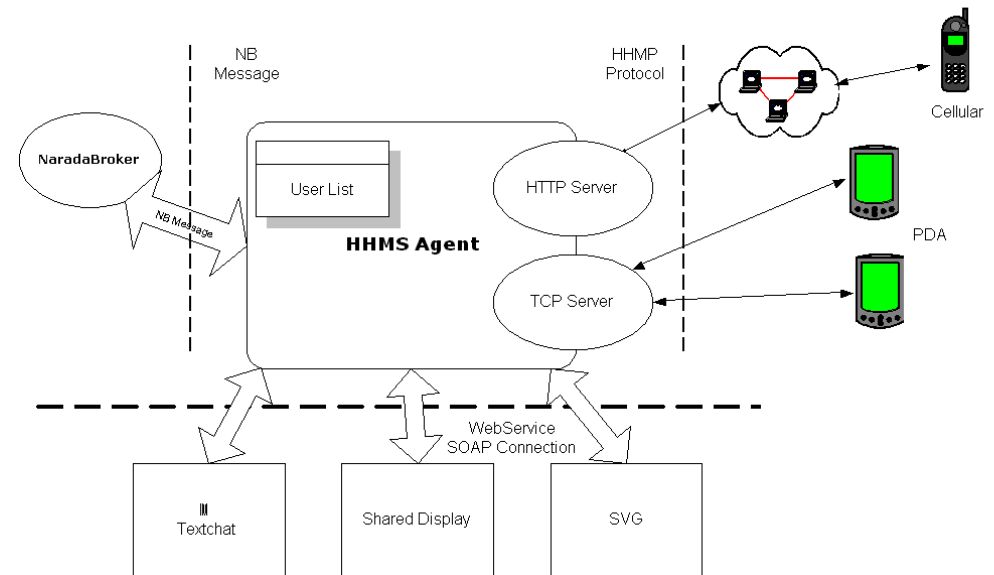 NB
Message
HHMP
Protocol
Cellular
NaradaBroker
User List
HTTP Server
NB Message
HHMS Agent
PDA
TCP Server
WebService
SOAP Connection
IM
Textchat
Shared Display
SVG